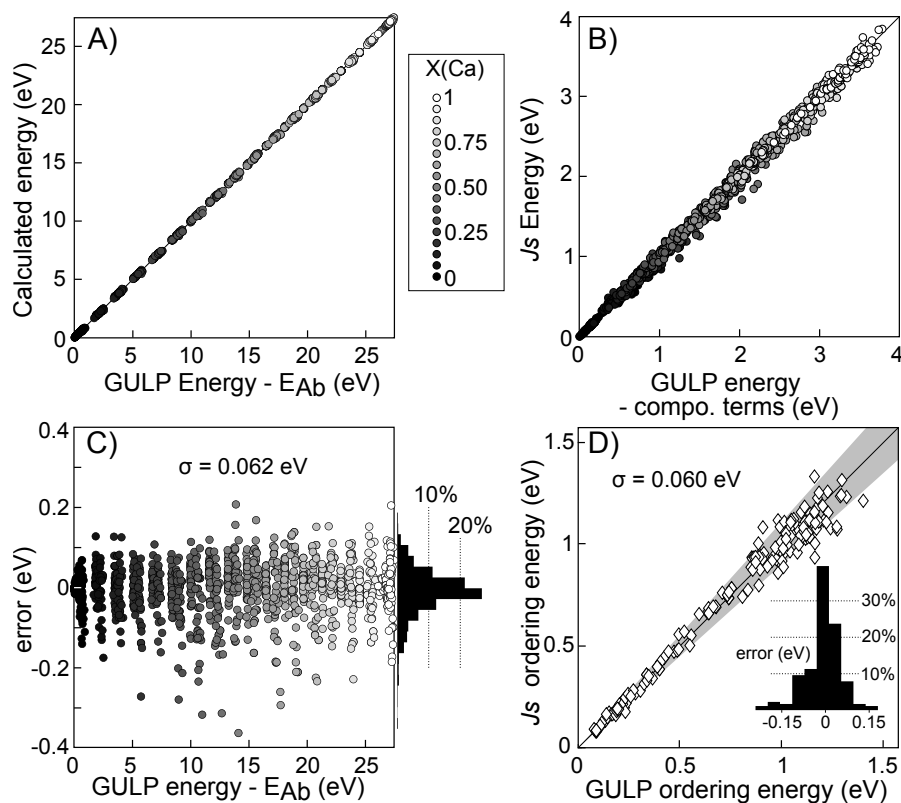 A)
Calculated energy (eV)
25
20
15
10
5
0
0 5 10 15 20 25
GULP Energy - EAb (eV)
X(Ca)
1
0.75
0.50
0.25
0
B)
Js Energy (eV)
4
3
2
1
0
0 1 2 3 4
GULP energy
- compo. terms (eV)
C)
σ = 0.062 eV
error (eV)
0.4
0.2
0
-0.2
-0.4
0 5 10 15 20 25
GULP energy - EAb (eV)
10%
20%
D)
σ = 0.060 eV
Js ordering energy (eV)
1.5
1.0
0.5
0
0 0.5 1.0 1.5
GULP ordering energy (eV)
30%
20%
error (eV)
10%
-0.15 0 0.15